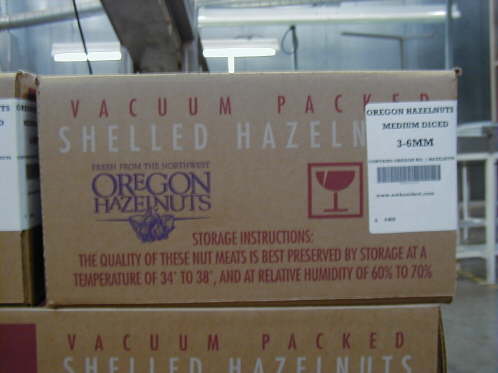 VACUUM PACKED
SHELLED HAZELN
FRESH FROM THE NORTHWEST
OREGON
HAZELNUTS
OREGON HAZELNUTS
MEDIUM DICED
3-6MM
STORAGE INSTRUCTIONS:
THE QUALITY OF THESE NUT MEATS IS BEST PRESERVED BY STORAGE AT A
TEMPERATURE OF 34° TO 38°, AND AT RELATIVE HUMIDITY OF 60% TO 70%
VACUUM PACKED
SHELLED HAZELNUTS